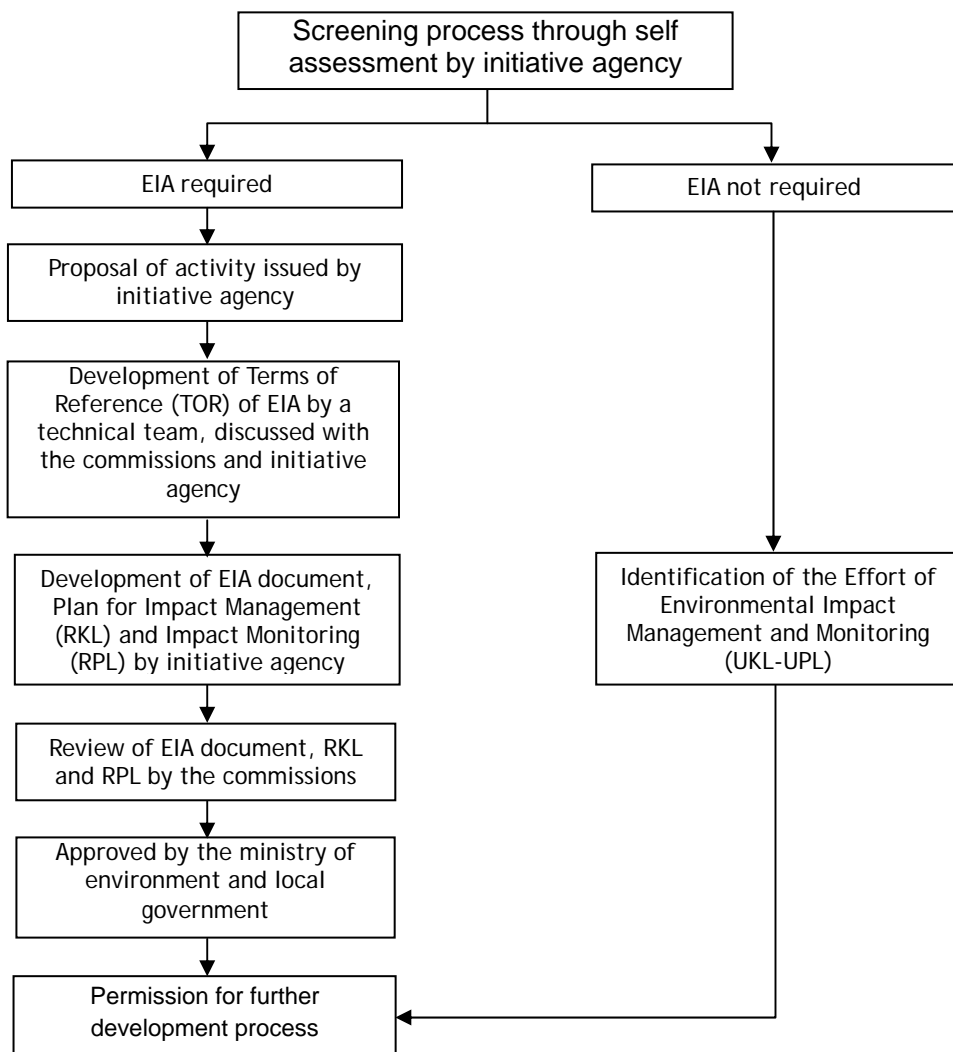 Screening process through self
assessment by initiative agency
EIA required
EIA not required
Proposal of activity issued by
initiative agency
Development of Terms of
Reference (TOR) of EIA by a
technical team, discussed with
the commissions and initiative
agency
Development of EIA document,
Plan for Impact Management
(RKL) and Impact Monitoring
(RPL) by initiative agency
Identification of the Effort of
Environmental Impact
Management and Monitoring
(UKL-UPL)
Review of EIA document, RKL
and RPL by the commissions
Approved by the ministry of
environment and local
government
Permission for further
development process